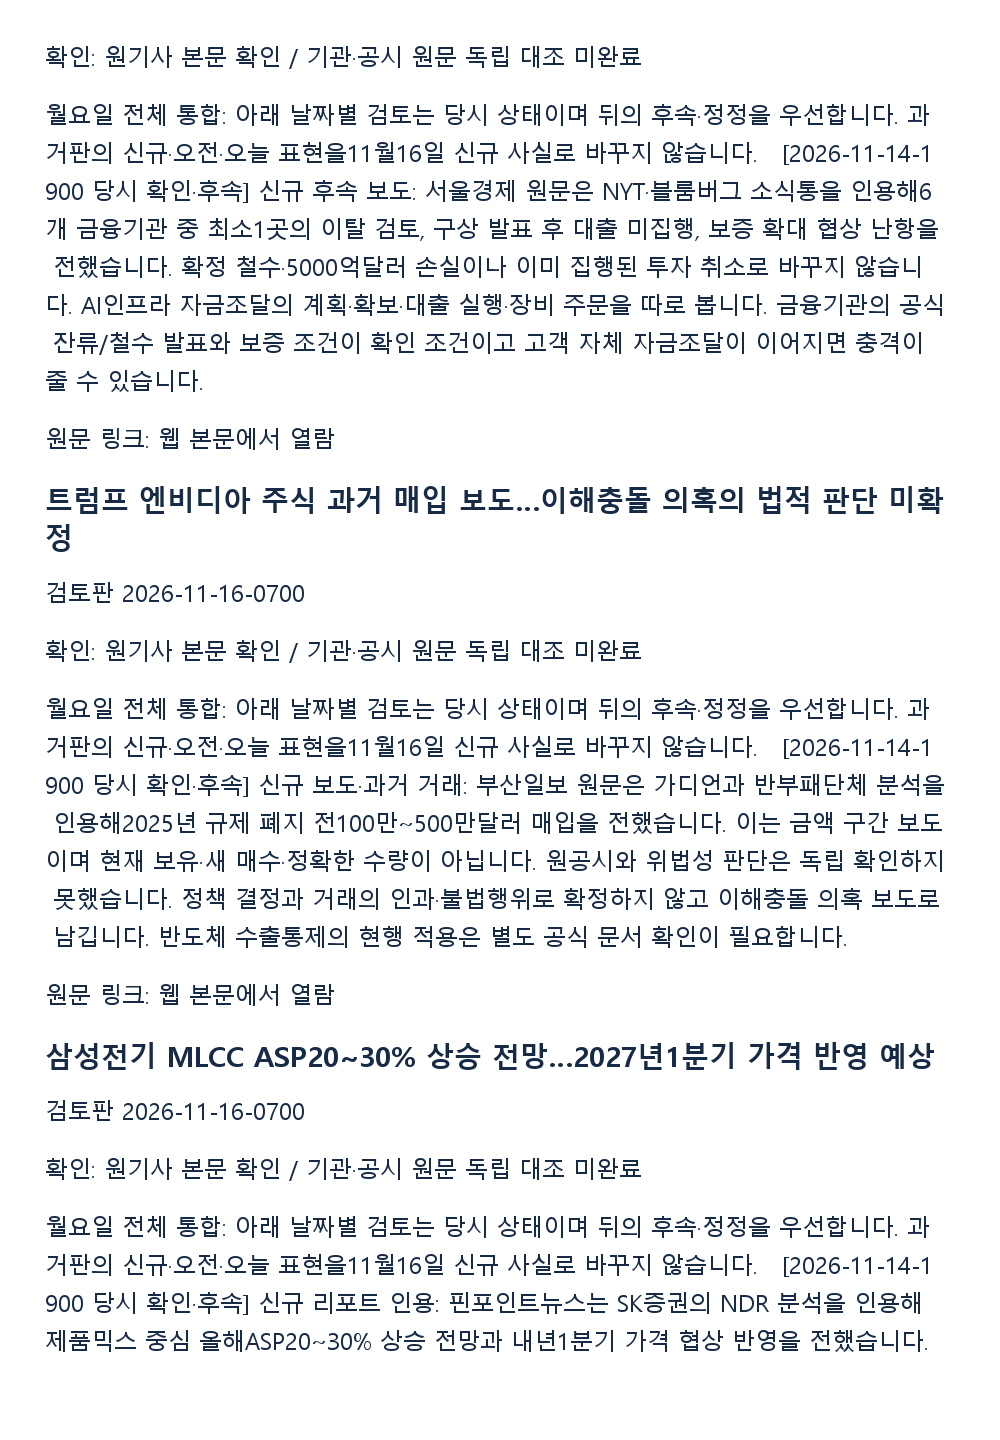 확인: 원기사 본문 확인 / 기관·공시 원문 독립 대조 미완료
월요일 전체 통합: 아래 날짜별 검토는 당시 상태이며 뒤의 후속·정정을 우선합니다. 과
거판의 신규·오전·오늘 표현을11월16일 신규 사실로 바꾸지 않습니다. [2026-11-14-1
900 당시 확인·후속] 신규 후속 보도: 서울경제 원문은 NYT·블룸버그 소식통을 인용해6
개 금융기관 중 최소1곳의 이탈 검토, 구상 발표 후 대출 미집행, 보증 확대 협상 난항을
전했습니다. 확정 철수·5000억달러 손실이나 이미 집행된 투자 취소로 바꾸지 않습니
다. AI인프라 자금조달의 계획·확보·대출 실행·장비 주문을 따로 봅니다. 금융기관의 공식
잔류/철수 발표와 보증 조건이 확인 조건이고 고객 자체 자금조달이 이어지면 충격이
줄 수 있습니다.
원문 링크: 웹 본문에서 열람
트럼프 엔비디아 주식 과거 매입 보도...이해충돌 의혹의 법적 판단 미확
정
검토판 2026-11-16-0700
확인: 원기사 본문 확인 / 기관·공시 원문 독립 대조 미완료
월요일 전체 통합: 아래 날짜별 검토는 당시 상태이며 뒤의 후속·정정을 우선합니다. 과
거판의 신규·오전·오늘 표현을11월16일 신규 사실로 바꾸지 않습니다. [2026-11-14-1
900 당시 확인·후속] 신규 보도·과거 거래: 부산일보 원문은 가디언과 반부패단체 분석을
인용해2025년 규제 폐지 전100만~500만달러 매입을 전했습니다. 이는 금액 구간 보도
이며 현재 보유·새 매수·정확한 수량이 아닙니다. 원공시와 위법성 판단은 독립 확인하지
못했습니다. 정책 결정과 거래의 인과·불법행위로 확정하지 않고 이해충돌 의혹 보도로
남깁니다. 반도체 수출통제의 현행 적용은 별도 공식 문서 확인이 필요합니다.
원문 링크: 웹 본문에서 열람
삼성전기 MLCC ASP20~30% 상승 전망...2027년1분기 가격 반영 예상
검토판 2026-11-16-0700
확인: 원기사 본문 확인 / 기관·공시 원문 독립 대조 미완료
월요일 전체 통합: 아래 날짜별 검토는 당시 상태이며 뒤의 후속·정정을 우선합니다. 과
거판의 신규·오전·오늘 표현을11월16일 신규 사실로 바꾸지 않습니다. [2026-11-14-1
900 당시 확인·후속] 신규 리포트 인용: 핀포인트뉴스는 SK증권의 NDR 분석을 인용해
제품믹스 중심 올해ASP20~30% 상승 전망과 내년1분기 가격 협상 반영을 전했습니다.